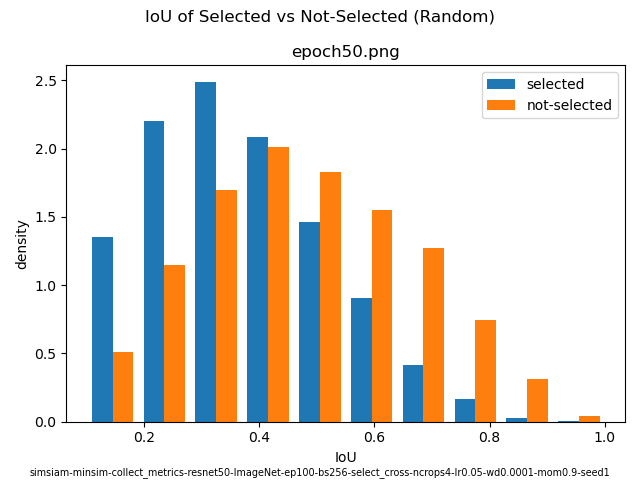 IoU of Selected vs Not-Selected (Random)
epoch50.png
selected
not-selected
density
2.5
2.0
1.5
1.0
0.5
0.0
0.2
0.4
0.6
0.8
1.0
IoU
simsiam-minsim-collect_metrics-resnet50-ImageNet-ep100-bs256-select_cross-ncrops4-lr0.05-wd0.0001-mom0.9-seed1